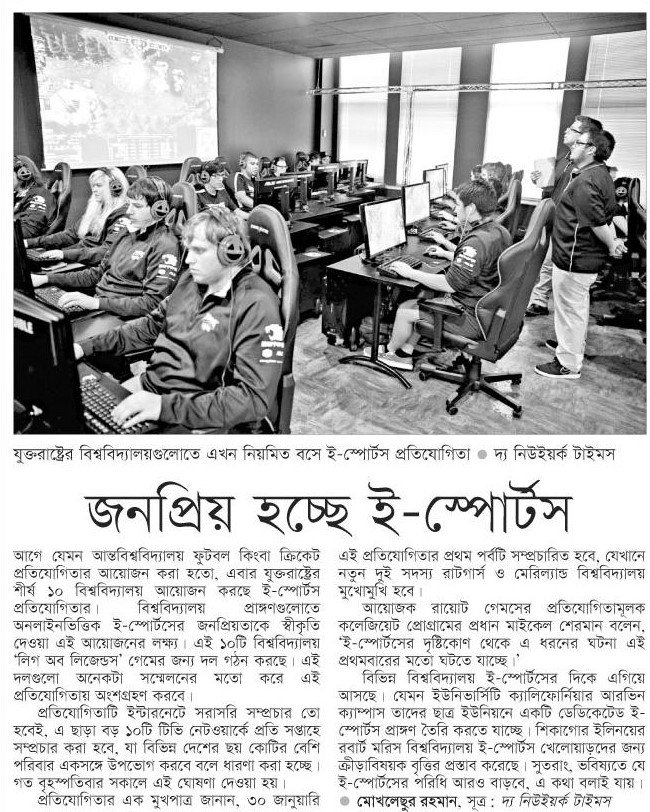 যুক্তরাষ্ট্রের বিশ্ববিদ্যালয়গুলোতে এখন নিয়মিত বসে ই-স্পোর্টস প্রতিযোগিতা ● দ্য নিউইয়র্ক টাইমস
জনপ্রিয় হচ্ছে ই-স্পোর্টস
আগে যেমন আন্তবিশ্ববিদ্যালয় ফুটবল কিংবা ক্রিকেট
প্রতিযোগিতার আয়োজন করা হতো, এবার যুক্তরাষ্ট্রের
শীর্ষ ১০ বিশ্ববিদ্যালয় আয়োজন করছে ই-স্পোর্টস
প্রতিযোগিতার। বিশ্ববিদ্যালয় প্রাঙ্গণগুলোতে
অনলাইনভিত্তিক ই-স্পোর্টসের জনপ্রিয়তাকে স্বীকৃতি
দেওয়া এই আয়োজনের লক্ষ্য। এই ১০টি বিশ্ববিদ্যালয়
‘লিগ অব লিজেন্ডস’ গেমের জন্য দল গঠন করছে। এই
দলগুলো অনেকটা সম্মেলনের মতো করে এই
প্রতিযোগিতায় অংশগ্রহণ করবে।
প্রতিযোগিতাটি ইন্টারনেটে সরাসরি সম্প্রচার তো
হবেই, এ ছাড়া বড় ১০টি টিভি নেটওয়ার্কে প্রতি সপ্তাহে
সম্প্রচার করা হবে, যা বিভিন্ন দেশের ছয় কোটির বেশি
পরিবার একসঙ্গে উপভোগ করবে বলে ধারণা করা হচ্ছে।
গত বৃহস্পতিবার সকালে এই ঘোষণা দেওয়া হয়।
প্রতিযোগিতার এক মুখপাত্র জানান, ৩০ জানুয়ারি
এই প্রতিযোগিতার প্রথম পর্বটি সম্প্রচারিত হবে, যেখানে
নতুন দুই সদস্য রাটগার্স ও মেরিল্যান্ড বিশ্ববিদ্যালয়
মুখোমুখি হবে।
আয়োজক রায়োট গেমসের প্রতিযোগিতামূলক
কলেজিয়েট প্রোগ্রামের প্রধান মাইকেল শেরমান বলেন,
‘ই-স্পোর্টসের দৃষ্টিকোণ থেকে এ ধরনের ঘটনা এই
প্রথমবারের মতো ঘটতে যাচ্ছে।’
বিভিন্ন বিশ্ববিদ্যালয় ই-স্পোর্টসের দিকে এগিয়ে
আসছে। যেমন ইউনিভার্সিটি ক্যালিফোর্নিয়ার আরভিন
ক্যাম্পাস তাদের ছাত্র ইউনিয়নে একটি ডেডিকেটেড ই-
স্পোর্টস প্রাঙ্গণ তৈরি করতে যাচ্ছে। শিকাগোর ইলিনয়ের
রবার্ট মরিস বিশ্ববিদ্যালয় ই-স্পোর্টস খেলোয়াড়দের জন্য
ক্রীড়াবিষয়ক বৃত্তির প্রস্তাব করেছে। সুতরাং, ভবিষ্যতে যে
ই-স্পোর্টসের পরিধি আরও বাড়বে, এ কথা বলাই যায়।
● মোখলেছুর রহমান, সূত্র : দ্য নিউইয়র্ক টাইমস